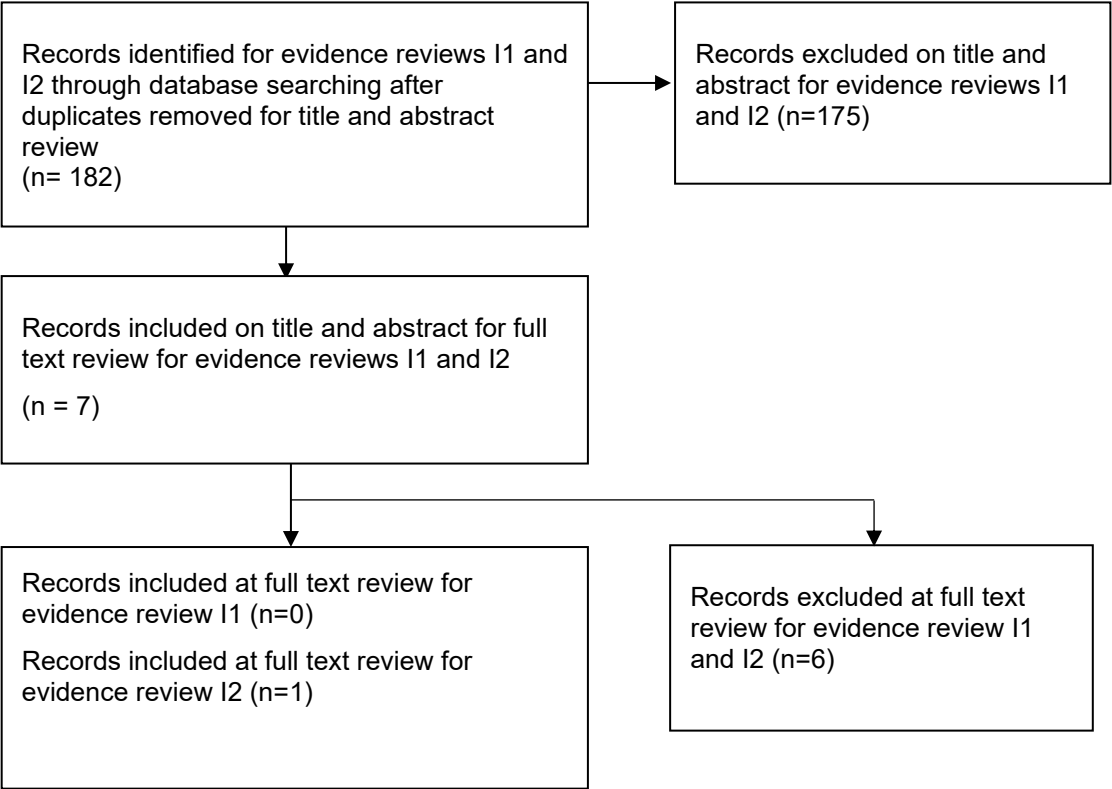 Records identified for evidence reviews I1 and
I2 through database searching after
duplicates removed for title and abstract
review
(n= 182)
Records excluded on title and
abstract for evidence reviews I1
and I2 (n=175)
Records included on title and abstract for full
text review for evidence reviews I1 and I2
(n = 7)
Records included at full text review for
evidence review I1 (n=0)
Records included at full text review for
evidence review I2 (n=1)
Records excluded at full text
review for evidence review I1
and I2 (n=6)